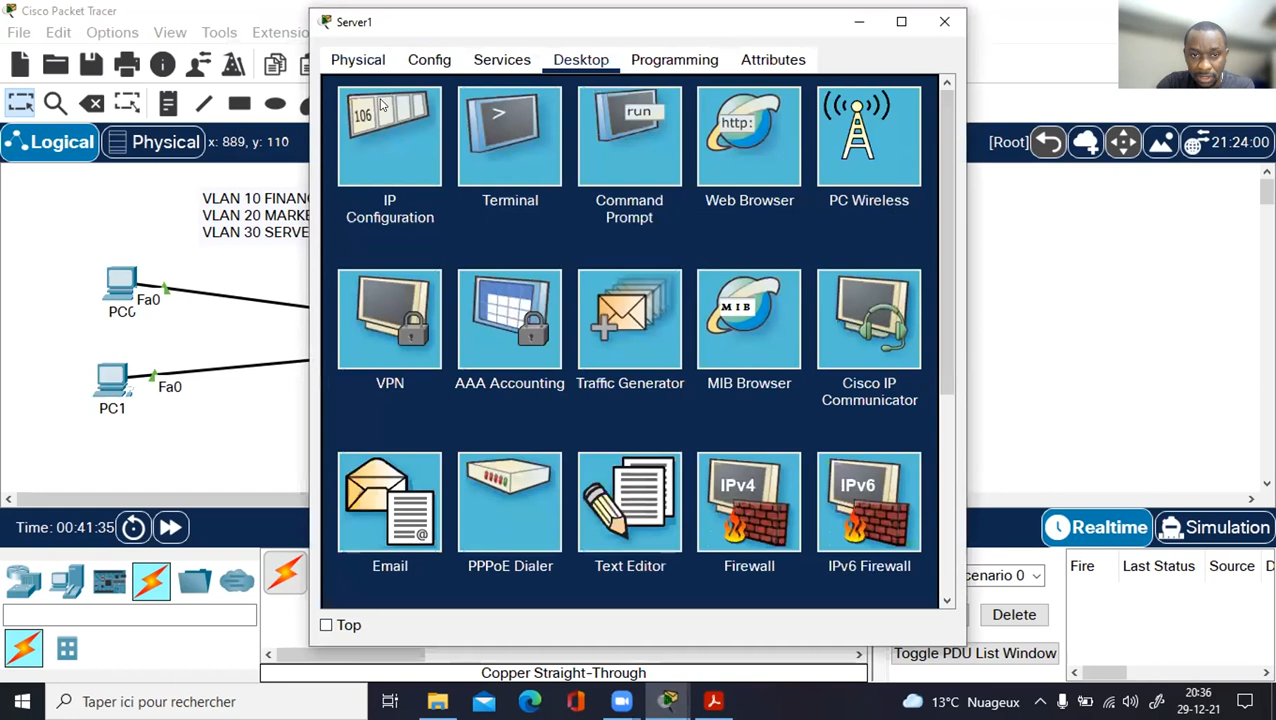 Cisco Packet Tracer
File Edit Options View Tools Extensio
Server1
Physical Config Services Desktop Programming Attributes
Logical
Physical
x: 889, y: 110
[Root]
21:24:00
VLAN 10 FINAN
VLAN 20 MARKE
VLAN 30 SERVE
Fa0
PC0
Fa0
PC1
106
>
run
http:
IP
Configuration
Terminal
Command
Prompt
Web Browser
PC Wireless
MIB
VPN
AAA Accounting
Traffic Generator
MIB Browser
Cisco IP
Communicator
@
IPv4
IPv6
Email
PPPoE Dialer
Text Editor
Firewall
IPv6 Firewall
Top
Time: 00:41:35
Realtime
Simulation
cenario 0
Fire Last Status Source D
Delete
Toggle PDU List Window
Copper Straight-Through
Taper ici pour rechercher
13°C Nuageux
20:36
29-12-21